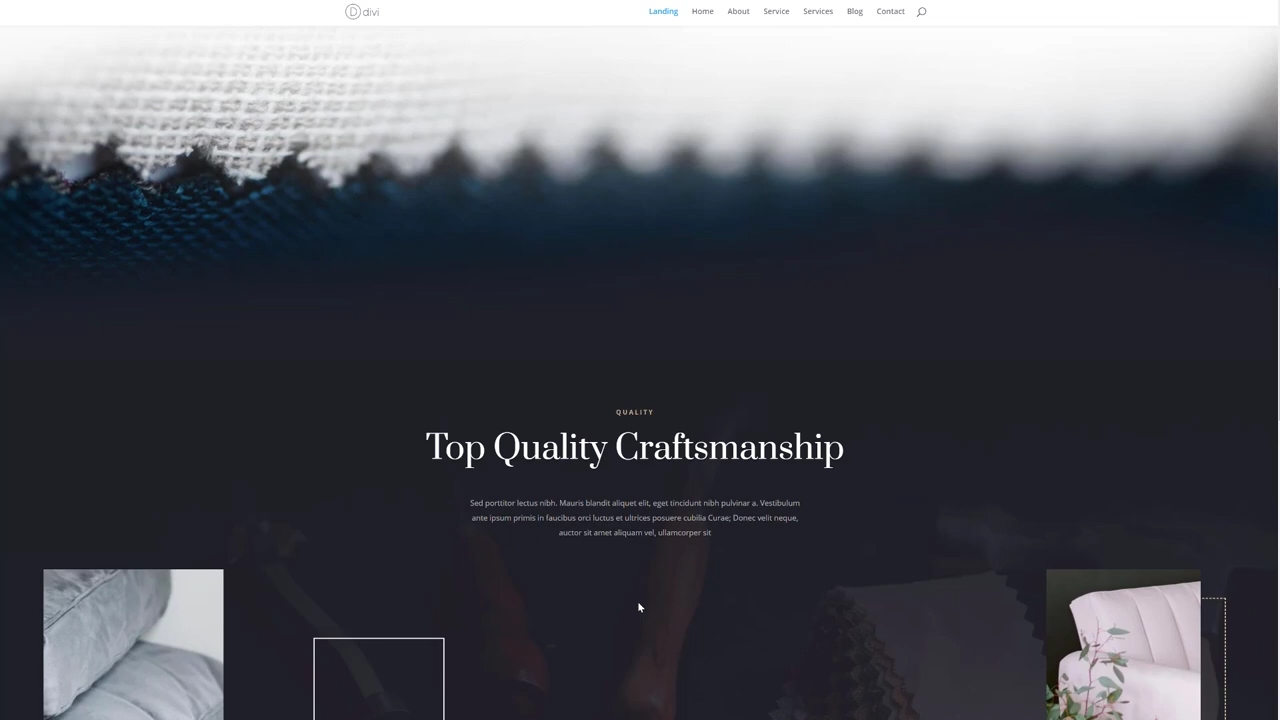 divi
Landing Home About Service Services Blog Contact
QUALITY
Top Quality Craftsmanship
Sed porttitor lectus nibh. Mauris blandit aliquet elit, eget tincidunt nibh pulvinar a. Vestibulum
ante ipsum primis in faucibus orci luctus et ultrices posuere cubilia Curae; Donec velit neque,
auctor sit amet aliquam vel, ullamcorper sit